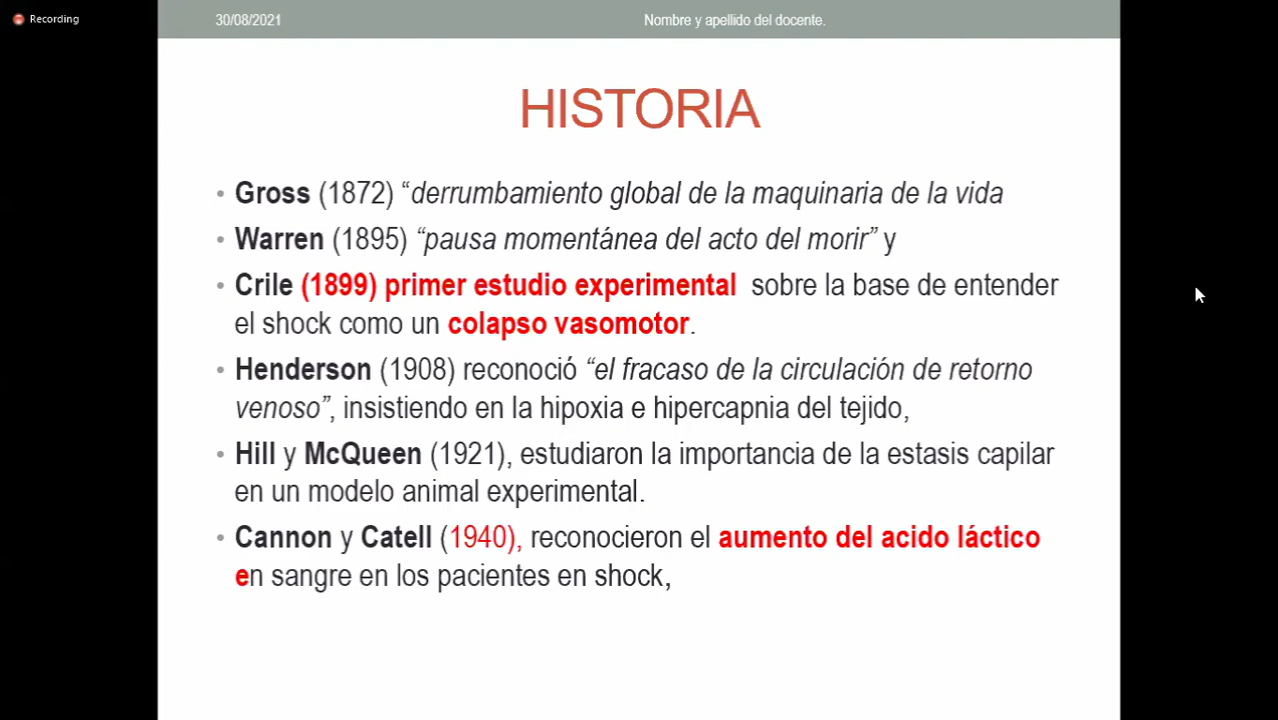 Recording
30/08/2021
Nombre y apellido del docente.
HISTORIA
• Gross (1872) “derrumbamiento global de la maquinaria de la vida
• Warren (1895) “pausa momentánea del acto del morir” y
• Crile (1899) primer estudio experimental sobre la base de entender
el shock como un colapso vasomotor.
• Henderson (1908) reconoció “el fracaso de la circulación de retorno
venoso”, insistiendo en la hipoxia e hipercapnia del tejido,
• Hill y McQueen (1921), estudiaron la importancia de la estasis capilar
en un modelo animal experimental.
• Cannon y Catell (1940), reconocieron el aumento del acido láctico
en sangre en los pacientes en shock,